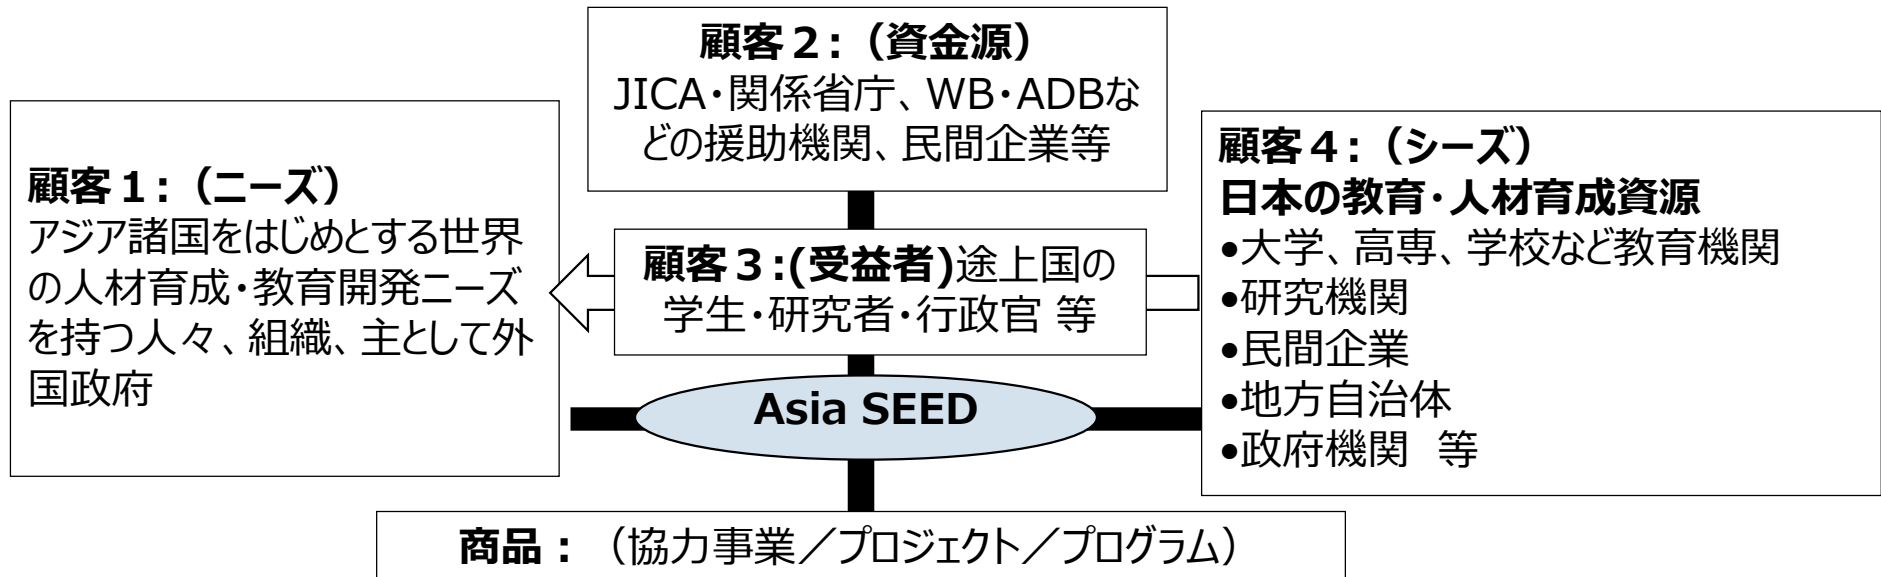 顧客２：（資金源）
JICA・関係省庁、WB・ADBな
どの援助機関、民間企業等
顧客１：（ニーズ）
アジア諸国をはじめとする世界
の人材育成・教育開発ニーズ
を持つ人々、組織、主として外
国政府
顧客３:(受益者)途上国の
学生・研究者・行政官 等
顧客４：（シーズ）
日本の教育・人材育成資源
●大学、高専、学校など教育機関
●研究機関
●民間企業
●地方自治体
●政府機関　等
Asia SEED
商品：（協力事業／プロジェクト／プログラム）